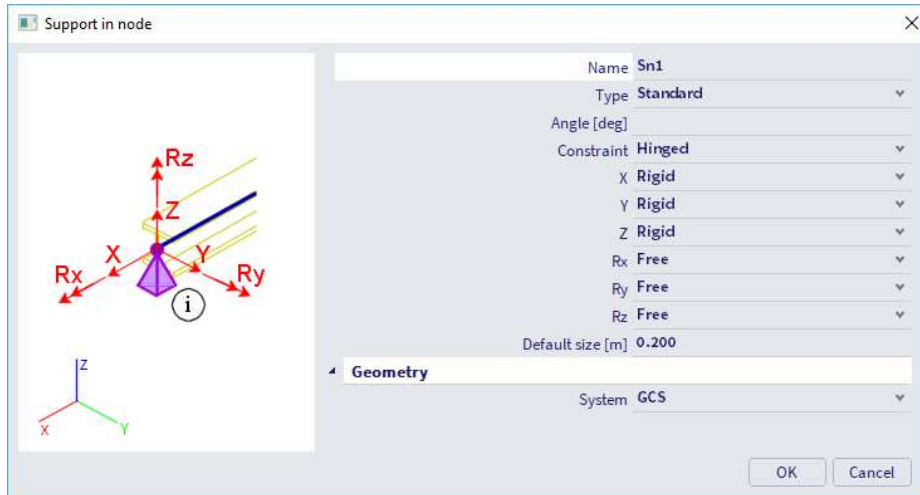 Support in node
Name Sn1
Type Standard
Angle [deg]
Constraint Hinged
X Rigid
Y Rigid
Z Rigid
Rx Free
Ry Free
Rz Free
Default size [m] 0.200
Geometry
System GCS
Rz
Z
X
Y
Rx
Ry
i
Z
X
Y
OK
Cancel